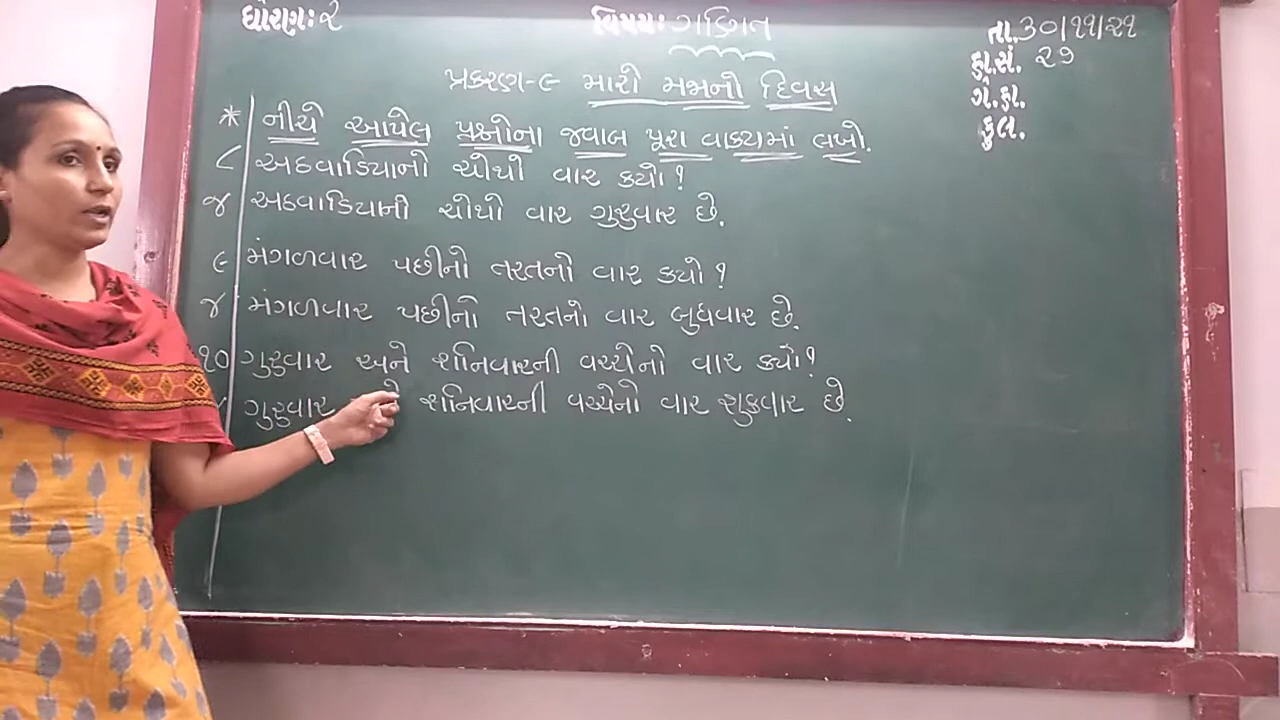 ધોરણ: ૨
વિષય: ગણિત
તા. ૩૦/૧૧/૨૧
હા.સં. ૨૭
ગે.હા.
કુલ.
પ્રકરણ-૯ મારો મજાનો દિવસ
* નીચે આપેલ પ્રશ્નોના જવાબ પૂરા વાક્યમાં લખો.
૮ અઠવાડિયાનો ચોથો વાર કયો?
જ અઠવાડિયાની ચોથો વાર ગુરુવાર છે.
૯ મંગળવાર પછીનો તરતનો વાર કયો?
જ મંગળવાર પછીનો તરતનો વાર બુધવાર છે.
૧૦ ગુરુવાર અને શનિવારની વચ્ચેનો વાર કયો?
ગુરુવાર શનિવારની વચ્ચેનો વાર શુક્રવાર છે.